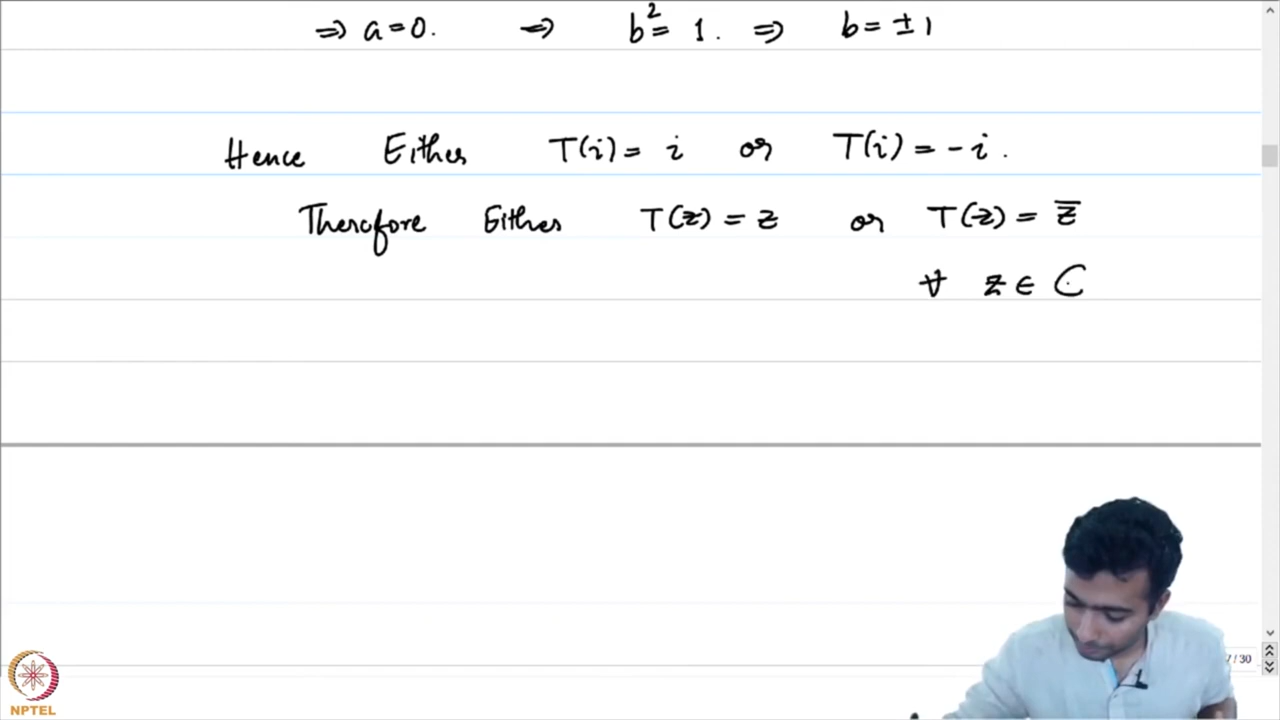 ⇒ a = 0. ⇒ b² = 1. ⇒ b = ±1
Hence Either T(i) = i or T(i) = -i.
Therefore Either T(z) = z or T(z) = z̅
∀ z ∈ ℂ
7 / 30
NPTEL